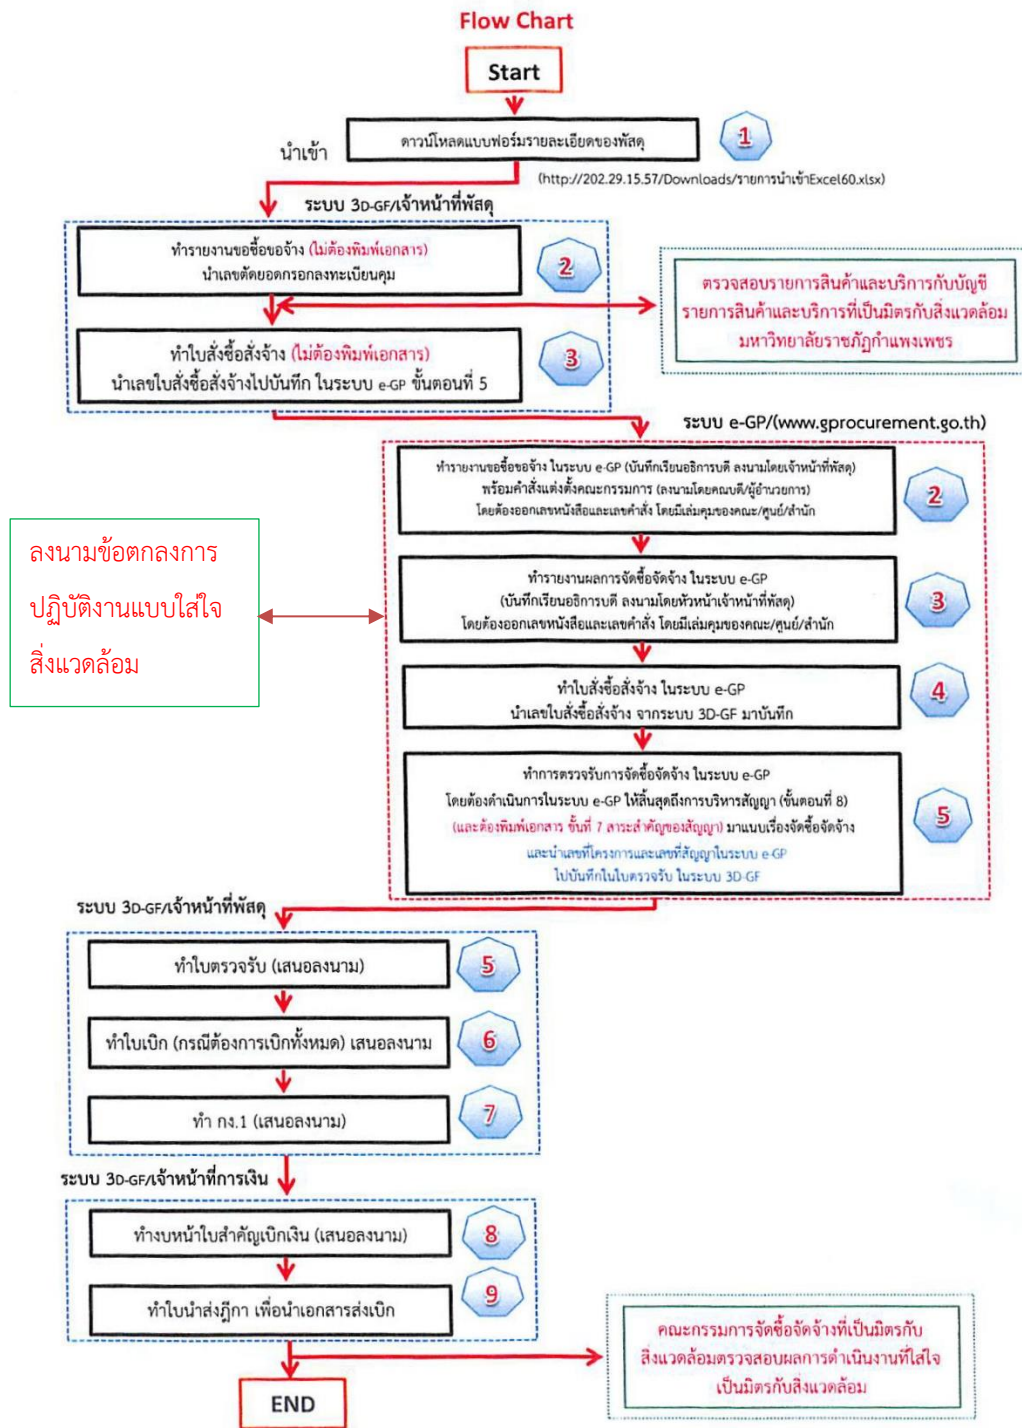 Flow Chart
Start
ดาวน์โหลดแบบฟอร์มรายละเอียดของพัสดุ
1
นำเข้า
(http://202.29.15.57/Downloads/รายการนำเข้าExcel60.xlsx)
ระบบ 3D-GF/เจ้าหน้าที่พัสดุ
ทำรายงานขอซื้อขอจ้าง (ไม่ต้องพิมพ์เอกสาร)
นำเลขตัดยอดกรอกลงทะเบียนคุม
2
ตรวจสอบรายการสินค้าและบริการกับบัญชี
รายการสินค้าและบริการที่เป็นมิตรกับสิ่งแวดล้อม
มหาวิทยาลัยราชภัฏกำแพงเพชร
ทำใบสั่งซื้อสั่งจ้าง (ไม่ต้องพิมพ์เอกสาร)
นำเลขใบสั่งซื้อสั่งจ้างไปบันทึก ในระบบ e-GP ขั้นตอนที่ 5
3
ระบบ e-GP/(www.gprocurement.go.th)
ทำรายงานขอซื้อขอจ้าง ในระบบ e-GP (บันทึกเรียนอธิการบดี ลงนามโดยเจ้าหน้าที่พัสดุ)
พร้อมคำสั่งแต่งตั้งคณะกรรมการ (ลงนามโดยคณบดี/ผู้อำนวยการ)
โดยต้องออกเลขหนังสือและเลขคำสั่ง โดยมีเล่มคุมของคณะ/ศูนย์/สำนัก
2
ลงนามข้อตกลงการ
ปฏิบัติงานแบบใส่ใจ
สิ่งแวดล้อม
ทำรายงานผลการจัดซื้อจัดจ้าง ในระบบ e-GP
(บันทึกเรียนอธิการบดี ลงนามโดยหัวหน้าเจ้าหน้าที่พัสดุ)
โดยต้องออกเลขหนังสือและเลขคำสั่ง โดยมีเล่มคุมของคณะ/ศูนย์/สำนัก
3
ทำใบสั่งซื้อสั่งจ้าง ในระบบ e-GP
นำเลขใบสั่งซื้อสั่งจ้าง จากระบบ 3D-GF มาบันทึก
4
ทำการตรวจรับการจัดซื้อจัดจ้าง ในระบบ e-GP
โดยต้องดำเนินการในระบบ e-GP ให้สิ้นสุดถึงการบริหารสัญญา (ขั้นตอนที่ 8)
(และต้องพิมพ์เอกสาร ขั้นที่ 7 สาระสำคัญของสัญญา) มาแนบเรื่องจัดซื้อจัดจ้าง
และนำเลขที่โครงการและเลขที่สัญญาในระบบ e-GP
ไปบันทึกในใบตรวจรับ ในระบบ 3D-GF
5
ระบบ 3D-GF/เจ้าหน้าที่พัสดุ
ทำใบตรวจรับ (เสนอลงนาม)
5
ทำใบเบิก (กรณีต้องการเบิกทั้งหมด) เสนอลงนาม
6
ทำ กง.1 (เสนอลงนาม)
7
ระบบ 3D-GF/เจ้าหน้าที่การเงิน
ทำงบหน้าใบสำคัญเบิกเงิน (เสนอลงนาม)
8
ทำใบนำส่งฎีกา เพื่อนำเอกสารส่งเบิก
9
คณะกรรมการจัดซื้อจัดจ้างที่เป็นมิตรกับ
สิ่งแวดล้อมตรวจสอบผลการดำเนินงานที่ใส่ใจ
เป็นมิตรกับสิ่งแวดล้อม
END